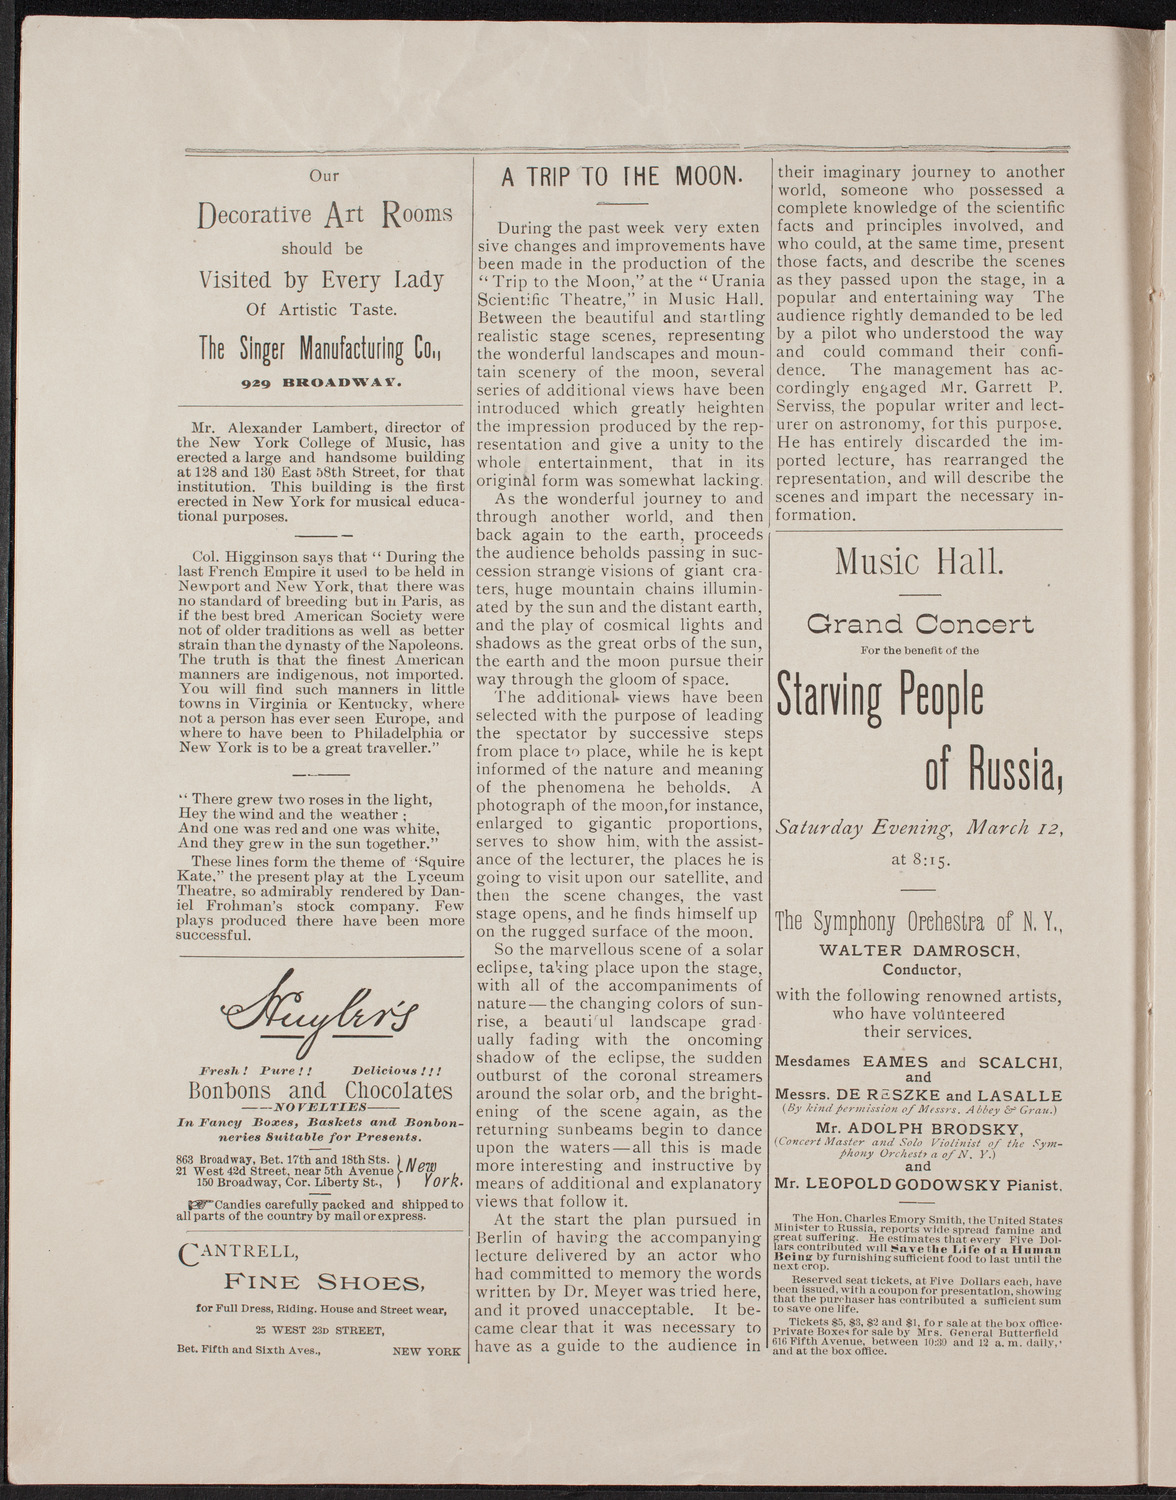 Our
Decorative Art Rooms
should be
Visited by Every Lady
Of Artistic Taste.
The Singer Manufacturing Co.,
929 BROADWAY.
Mr. Alexander Lambert, director of
the New York College of Music, has
erected a large and handsome building
at 128 and 130 East 58th Street, for that
institution. This building is the first
erected in New York for musical educa-
tional purposes.
Col. Higginson says that “ During the
last French Empire it used to be held in
Newport and New York, that there was
no standard of breeding but in Paris, as
if the best bred American Society were
not of older traditions as well as better
strain than the dynasty of the Napoleons.
The truth is that the finest American
manners are indigenous, not imported.
You will find such manners in little
towns in Virginia or Kentucky, where
not a person has ever seen Europe, and
where to have been to Philadelphia or
New York is to be a great traveller.”
“ There grew two roses in the light,
Hey the wind and the weather ;
And one was red and one was white,
And they grew in the sun together.”
These lines form the theme of ‘Squire
Kate,” the present play at the Lyceum
Theatre, so admirably rendered by Dan-
iel Frohman's stock company. Few
plays produced there have been more
successful.
Huyler's
Fresh! Pure!! Delicious!!!
Bonbons and Chocolates
——NOVELTIES——
In Fancy Boxes, Baskets and Bonbon-
neries Suitable for Presents.
863 Broadway, Bet. 17th and 18th Sts.
21 West 42d Street, near 5th Avenue
150 Broadway, Cor. Liberty St.,
New York.
☞Candies carefully packed and shipped to
all parts of the country by mail or express.
CANTRELL,
FINE SHOES,
for Full Dress, Riding. House and Street wear,
25 WEST 23D STREET,
Bet. Fifth and Sixth Aves., NEW YORK
A TRIP TO THE MOON.
During the past week very exten
sive changes and improvements have
been made in the production of the
“ Trip to the Moon,” at the “ Urania
Scientific Theatre,” in Music Hall.
Between the beautiful and startling
realistic stage scenes, representing
the wonderful landscapes and moun-
tain scenery of the moon, several
series of additional views have been
introduced which greatly heighten
the impression produced by the rep-
resentation and give a unity to the
whole entertainment, that in its
original form was somewhat lacking.
As the wonderful journey to and
through another world, and then
back again to the earth, proceeds
the audience beholds passing in suc-
cession strange visions of giant cra-
ters, huge mountain chains illumin-
ated by the sun and the distant earth,
and the play of cosmical lights and
shadows as the great orbs of the sun,
the earth and the moon pursue their
way through the gloom of space.
The additional views have been
selected with the purpose of leading
the spectator by successive steps
from place to place, while he is kept
informed of the nature and meaning
of the phenomena he beholds. A
photograph of the moon,for instance,
enlarged to gigantic proportions,
serves to show him, with the assist-
ance of the lecturer, the places he is
going to visit upon our satellite, and
then the scene changes, the vast
stage opens, and he finds himself up
on the rugged surface of the moon.
So the marvellous scene of a solar
eclipse, taking place upon the stage,
with all of the accompaniments of
nature—the changing colors of sun-
rise, a beautiful landscape grad-
ually fading with the oncoming
shadow of the eclipse, the sudden
outburst of the coronal streamers
around the solar orb, and the bright-
ening of the scene again, as the
returning sunbeams begin to dance
upon the waters—all this is made
more interesting and instructive by
means of additional and explanatory
views that follow it.
At the start the plan pursued in
Berlin of having the accompanying
lecture delivered by an actor who
had committed to memory the words
written by Dr. Meyer was tried here,
and it proved unacceptable. It be-
came clear that it was necessary to
have as a guide to the audience in
their imaginary journey to another
world, someone who possessed a
complete knowledge of the scientific
facts and principles involved, and
who could, at the same time, present
those facts, and describe the scenes
as they passed upon the stage, in a
popular and entertaining way The
audience rightly demanded to be led
by a pilot who understood the way
and could command their confi-
dence. The management has ac-
cordingly engaged Mr. Garrett P.
Serviss, the popular writer and lect-
urer on astronomy, for this purpose.
He has entirely discarded the im-
ported lecture, has rearranged the
representation, and will describe the
scenes and impart the necessary in-
formation.
Music Hall.
Grand Concert
For the benefit of the
Starving People
of Russia,
Saturday Evening, March 12,
at 8:15.
The Symphony Orchestra of N. Y.,
WALTER DAMROSCH,
Conductor,
with the following renowned artists,
who have volunteered
their services.
Mesdames EAMES and SCALCHI,
and
Messrs. DE RESZKE and LASALLE
(By kind permission of Messrs. Abbey & Grau.)
Mr. ADOLPH BRODSKY,
(Concert Master and Solo Violinist of the Sym-
phony Orchestra of N. Y.)
and
Mr. LEOPOLD GODOWSKY Pianist.
The Hon. Charles Emory Smith, the United States
Minister to Russia, reports wide spread famine and
great suffering. He estimates that every Five Dol-
lars contributed will Save the Life of a Human
Being by furnishing sufficient food to last until the
next crop.
Reserved seat tickets, at Five Dollars each, have
been issued, with a coupon for presentation, showing
that the purchaser has contributed a sufficient sum
to save one life.
Tickets $5, $3, $2 and $1, for sale at the box office·
Private Boxes for sale by Mrs. General Butterfield
616 Fifth Avenue, between 10:30 and 12 a. m. daily,
and at the box office.